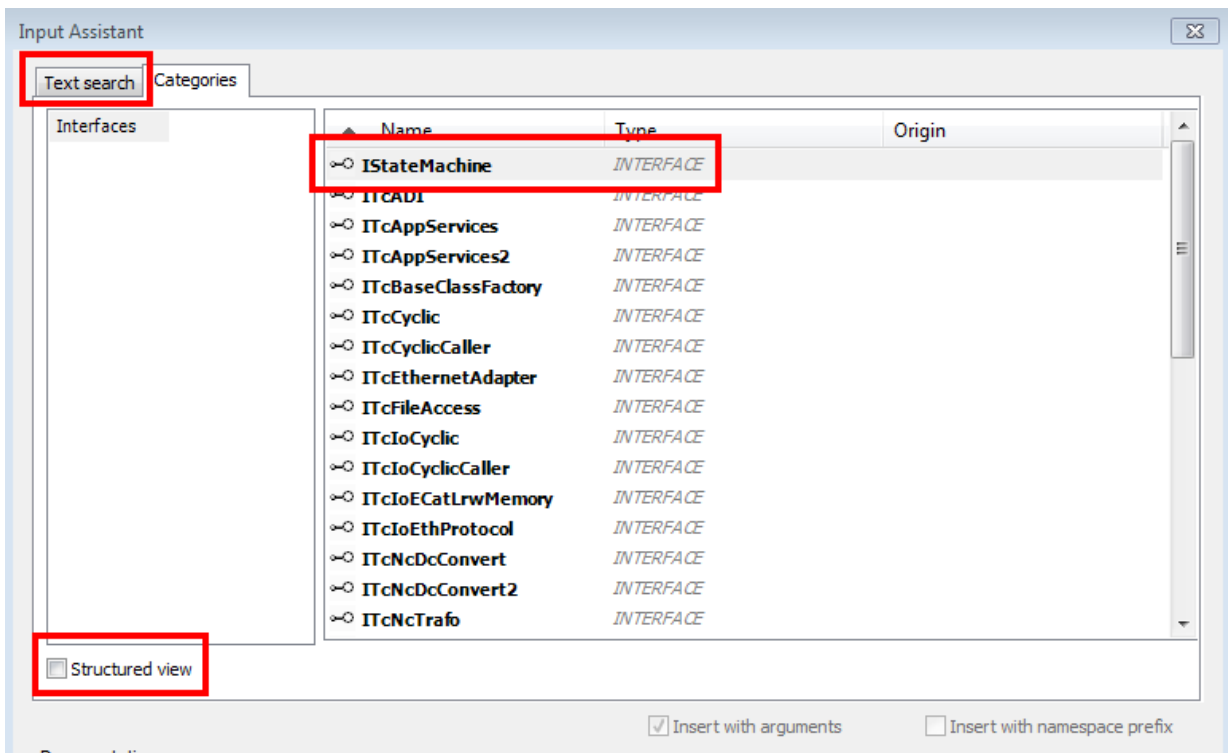 Input Assistant
Text search Categories
Interfaces
Name Type Origin
IStateMachine INTERFACE
ITcADI INTERFACE
ITcAppServices INTERFACE
ITcAppServices2 INTERFACE
ITcBaseClassFactory INTERFACE
ITcCyclic INTERFACE
ITcCyclicCaller INTERFACE
ITcEthernetAdapter INTERFACE
ITcFileAccess INTERFACE
ITcIoCyclic INTERFACE
ITcIoCyclicCaller INTERFACE
ITcIoECatLrwMemory INTERFACE
ITcIoEthProtocol INTERFACE
ITcNcDcConvert INTERFACE
ITcNcDcConvert2 INTERFACE
ITcNcTrafo INTERFACE
Structured view
Insert with arguments Insert with namespace prefix